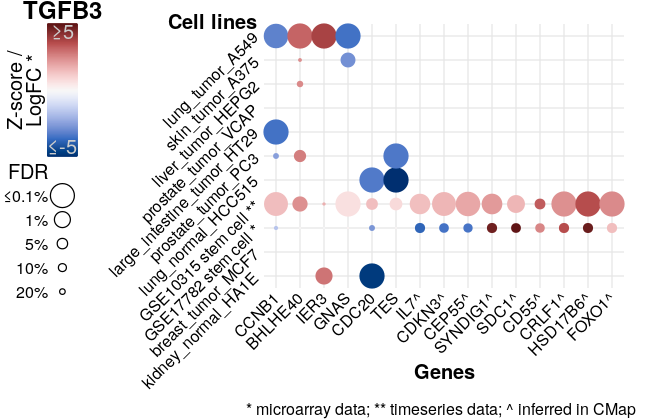 TGFB3
≥5
≤-5
Z-score /
LogFC *
FDR
≤0.1%
1%
5%
10%
20%
Cell lines
lung_tumor_A549
skin_tumor_A375
liver_tumor_HEPG2
prostate_tumor_VCAP
large_intestine_tumor_HT29
prostate_tumor_PC3
lung_normal_HCC515
GSE10315 stem cell **
GSE17782 stem cell *
breast_tumor_MCF7
kidney_normal_HA1E
CCNB1
BHLHE40
IER3
GNAS
CDC20
TES
IL7^
CDKN3^
CEP55^
SYNDIG1^
SDC1^
CD55^
CRLF1^
HSD17B6^
FOXO1^
Genes
* microarray data; ** timeseries data; ^ inferred in CMap